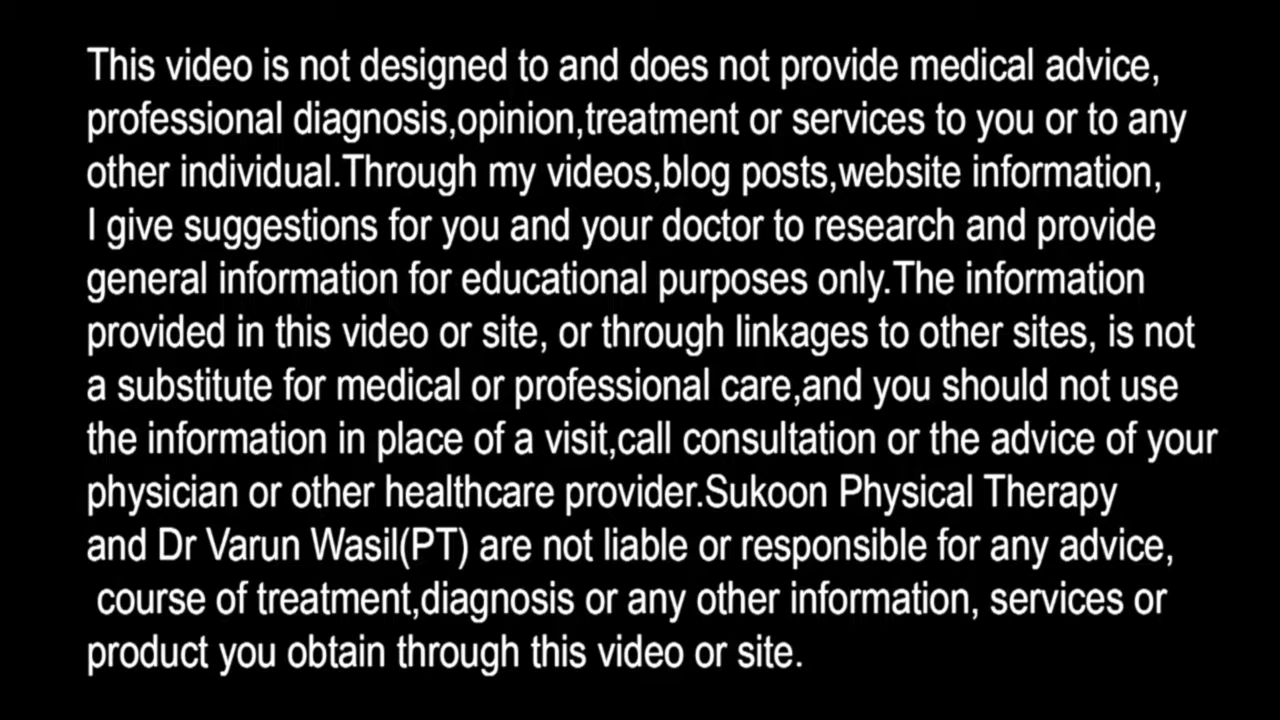 This video is not designed to and does not provide medical advice,
professional diagnosis,opinion,treatment or services to you or to any
other individual.Through my videos,blog posts,website information,
I give suggestions for you and your doctor to research and provide
general information for educational purposes only.The information
provided in this video or site, or through linkages to other sites, is not
a substitute for medical or professional care,and you should not use
the information in place of a visit,call consultation or the advice of your
physician or other healthcare provider.Sukoon Physical Therapy
and Dr Varun Wasil(PT) are not liable or responsible for any advice,
course of treatment,diagnosis or any other information, services or
product you obtain through this video or site.